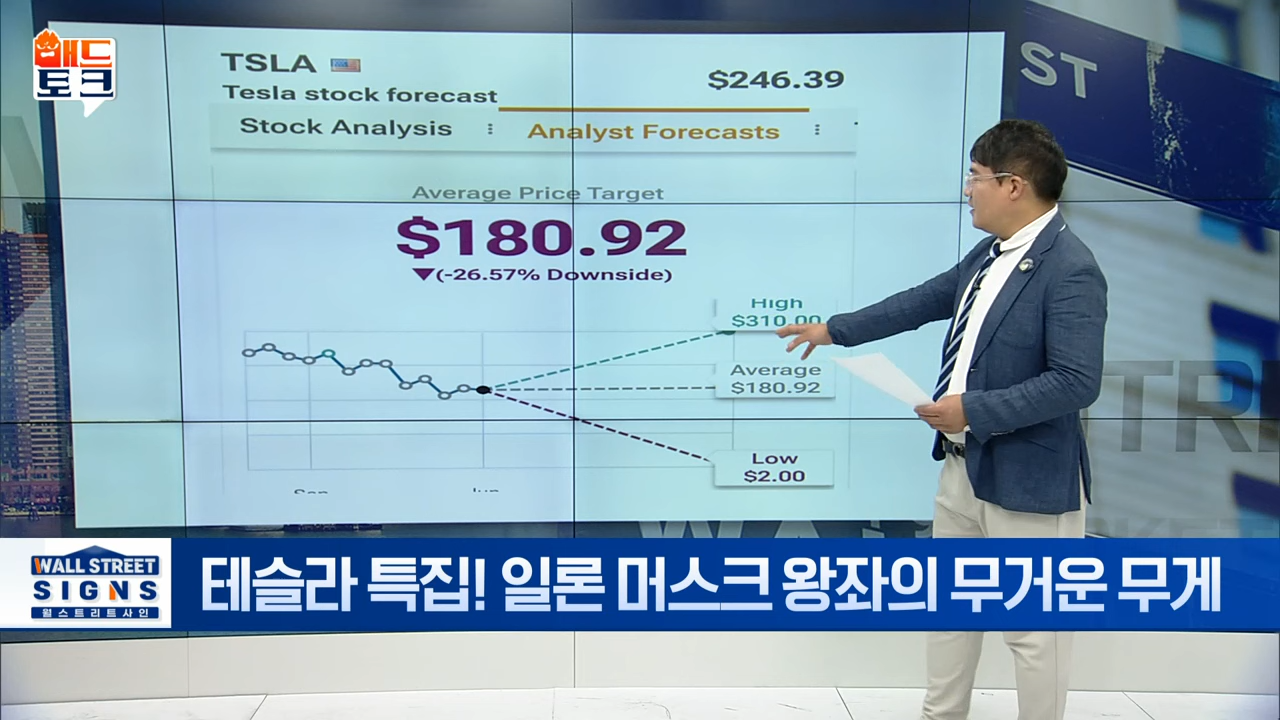 매드
토크
TSLA
$246.39
Tesla stock forecast
Stock Analysis
Analyst Forecasts
Average Price Target
$180.92
▼(-26.57% Downside)
High
$310.00
Average
$180.92
Low
$2.00
ST
TRE
WALL STREET
SIGNS
월스트리트사인
테슬라 특집! 일론 머스크 왕좌의 무거운 무게